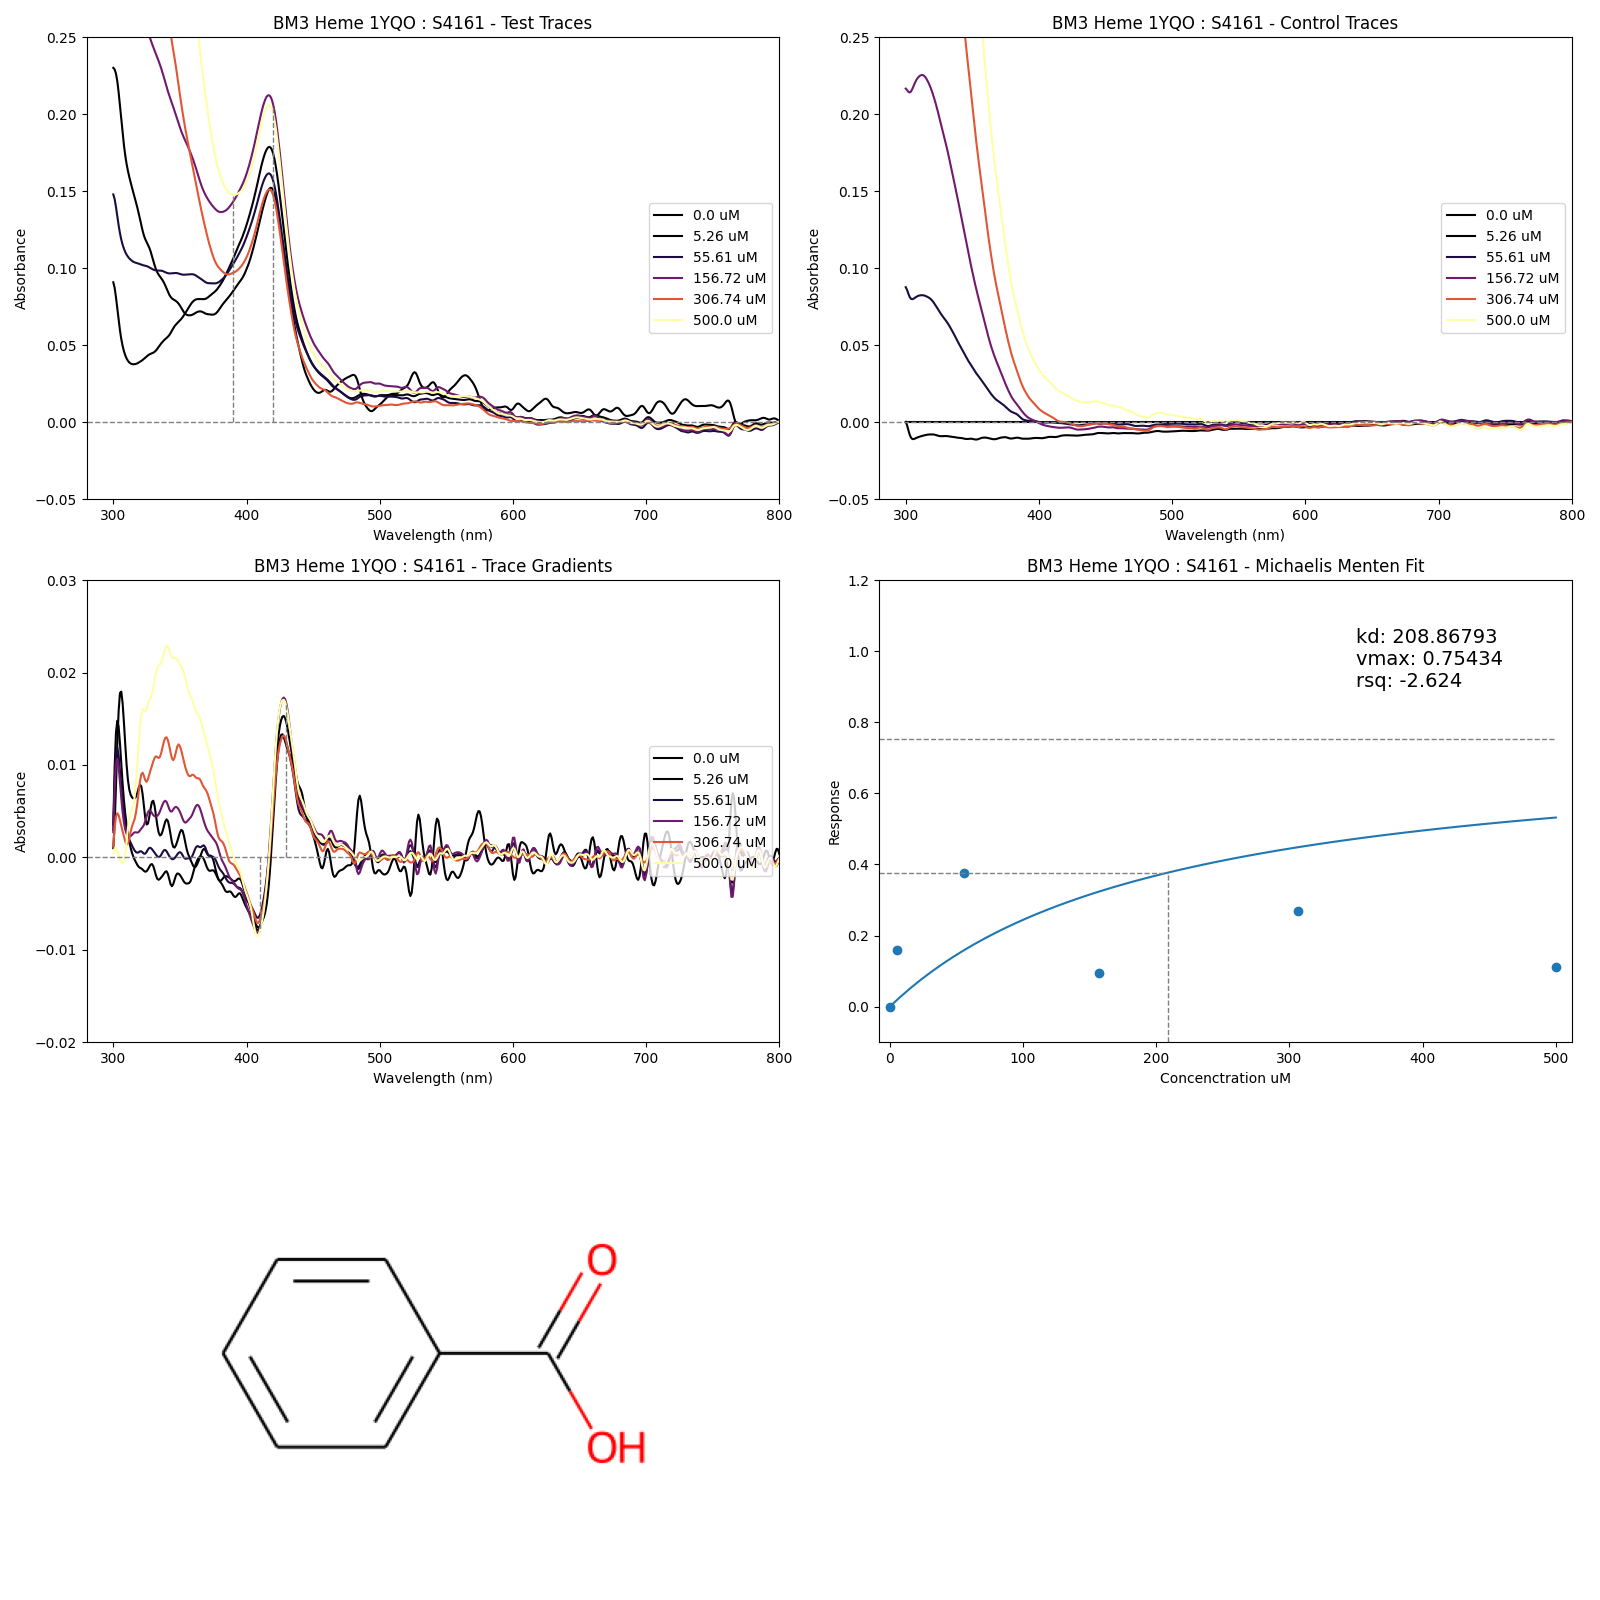 BM3 Heme 1YQO : S4161 - Test Traces
0.25
0.20
0.15
0.10
0.05
0.00
−0.05
Absorbance
300
400
500
600
700
800
Wavelength (nm)
0.0 uM
5.26 uM
55.61 uM
156.72 uM
306.74 uM
500.0 uM
BM3 Heme 1YQO : S4161 - Control Traces
0.25
0.20
0.15
0.10
0.05
0.00
−0.05
Absorbance
300
400
500
600
700
800
Wavelength (nm)
0.0 uM
5.26 uM
55.61 uM
156.72 uM
306.74 uM
500.0 uM
BM3 Heme 1YQO : S4161 - Trace Gradients
0.03
0.02
0.01
0.00
−0.01
−0.02
Absorbance
300
400
500
600
700
800
Wavelength (nm)
0.0 uM
5.26 uM
55.61 uM
156.72 uM
306.74 uM
500.0 uM
BM3 Heme 1YQO : S4161 - Michaelis Menten Fit
1.2
1.0
0.8
0.6
0.4
0.2
0.0
Response
0
100
200
300
400
500
Concenctration uM
kd: 208.86793
vmax: 0.75434
rsq: -2.624
O
OH